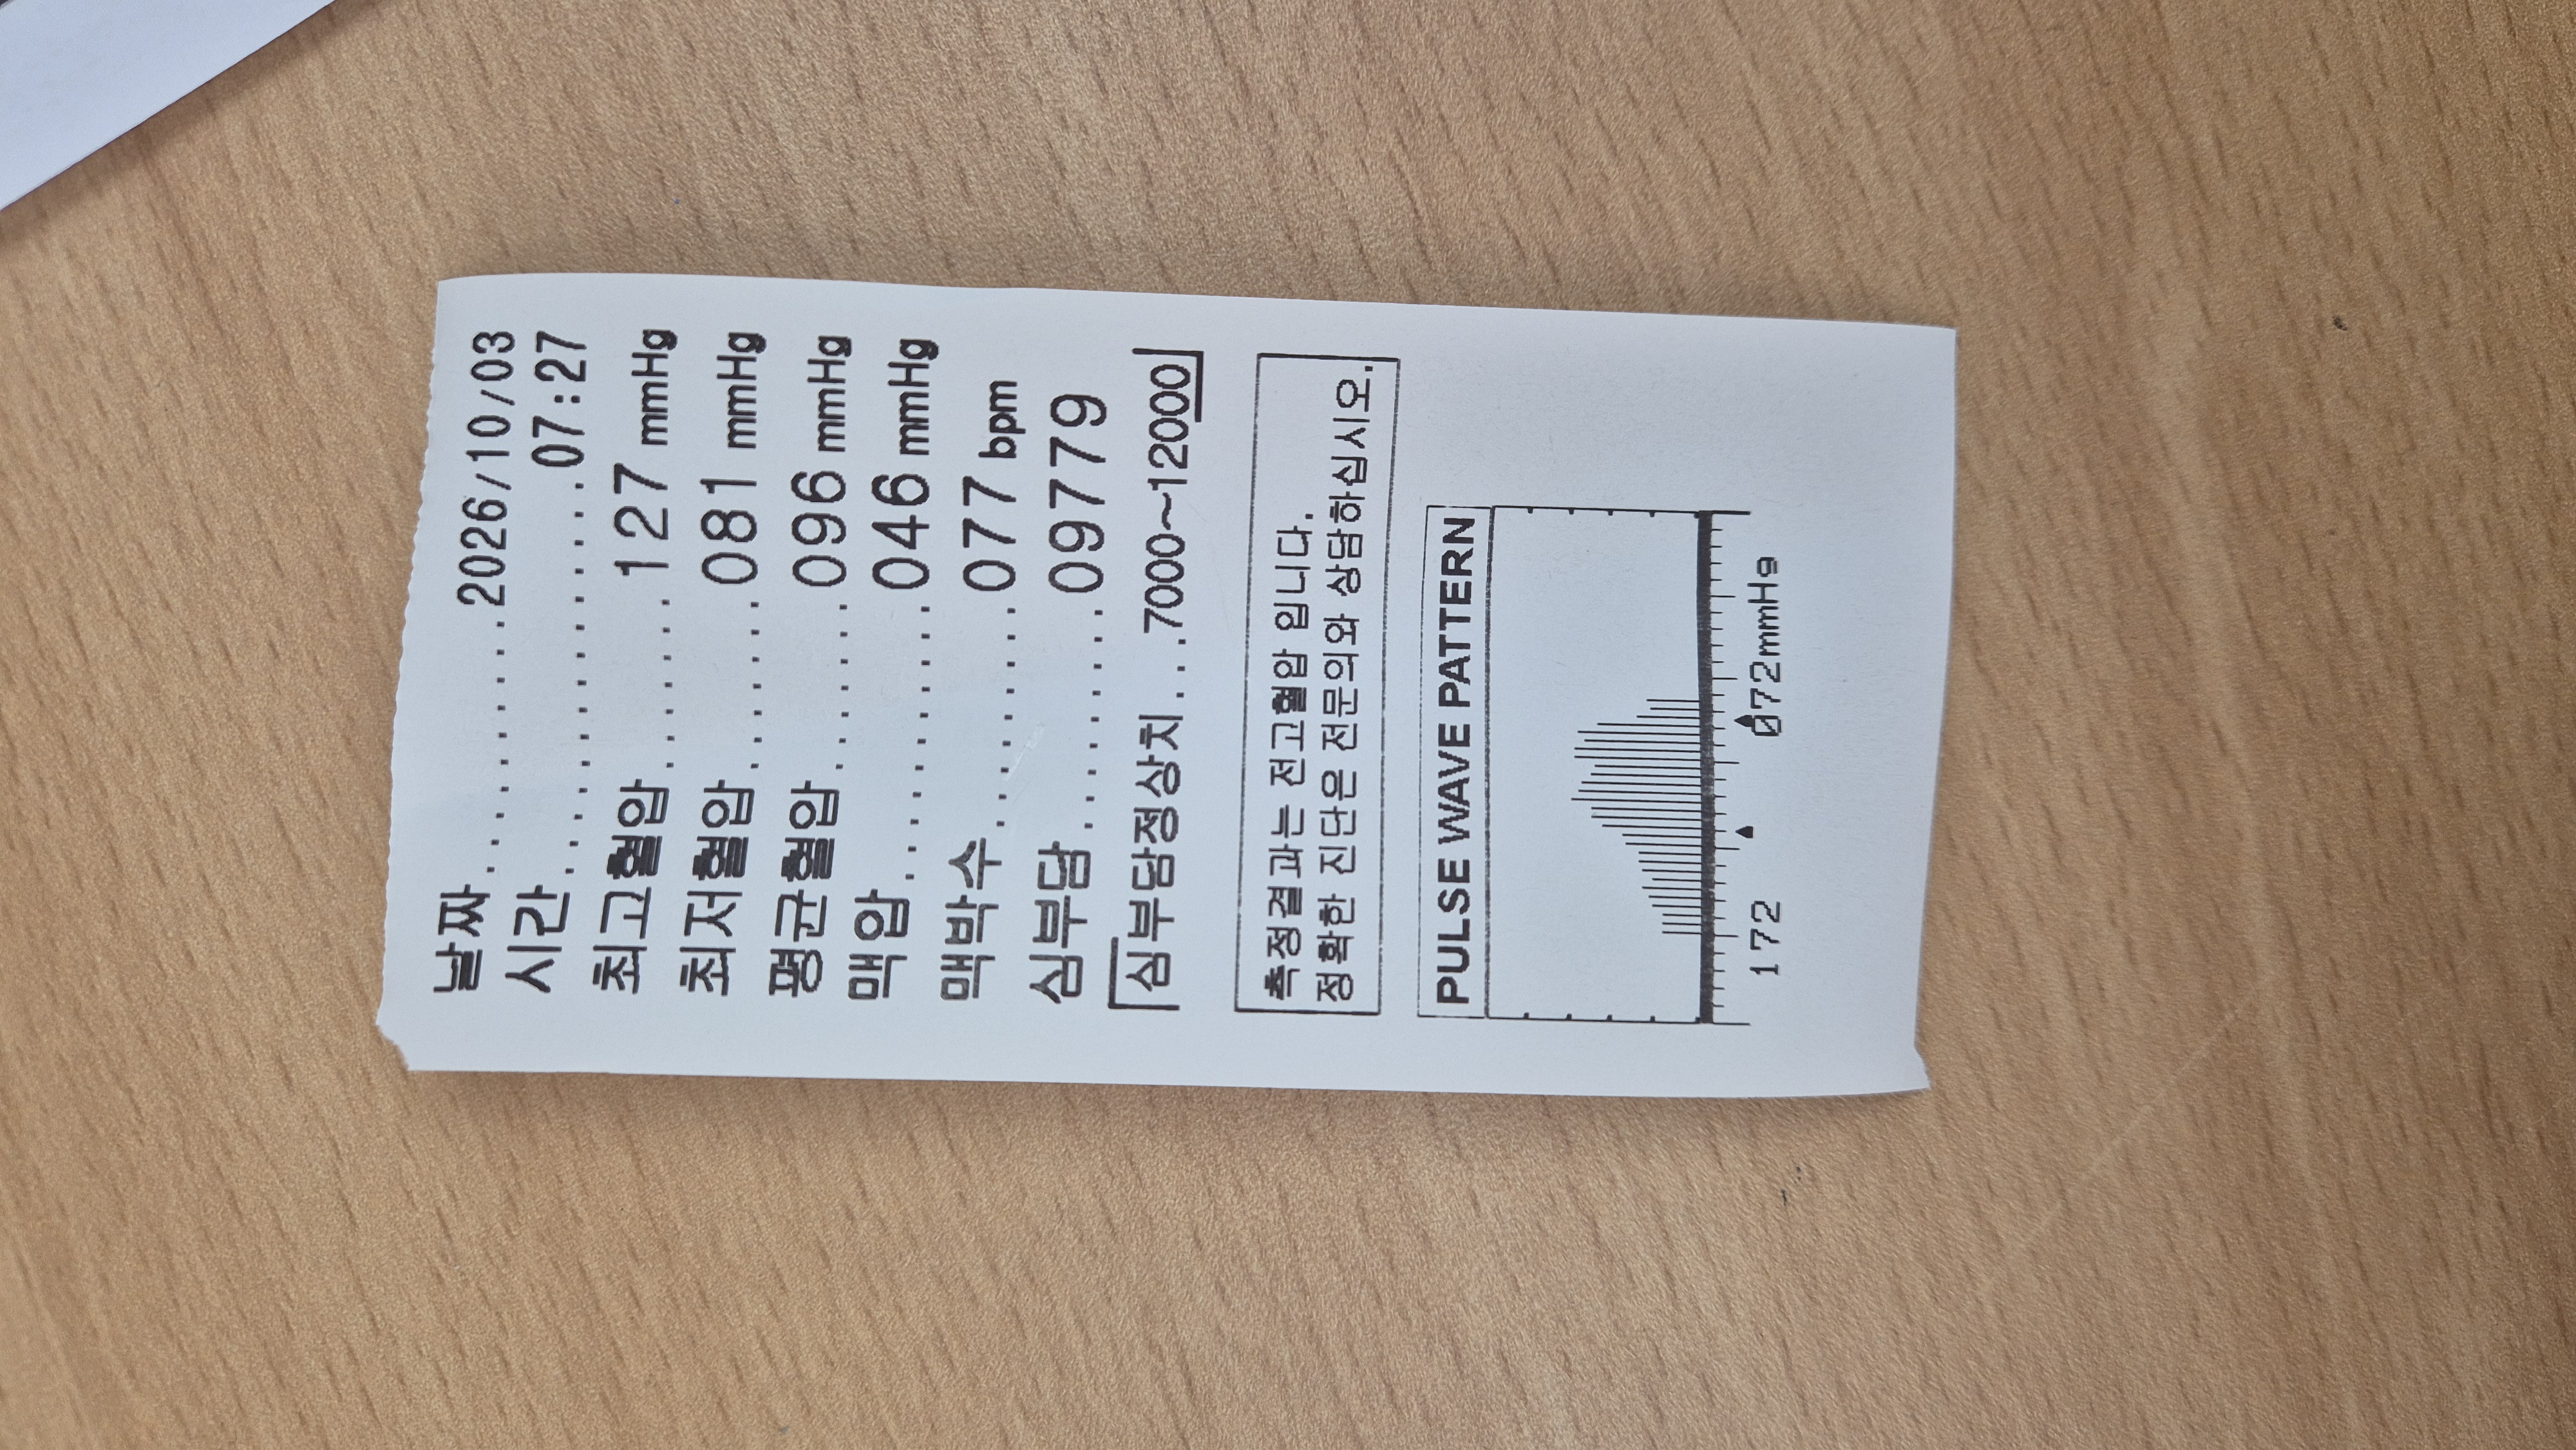 날짜...........2026/10/03
시간.................07:27
최고혈압.......127 mmHg
최저혈압.......081 mmHg
평균혈압.......096 mmHg
맥압...........046 mmHg
맥박수.........077 bpm
심부담.........09779
심부담정상치...7000~12000
측정결과는 전고혈압 입니다.
정확한 진단은 전문의와 상담하십시오.
PULSE WAVE PATTERN
172 072mmHg